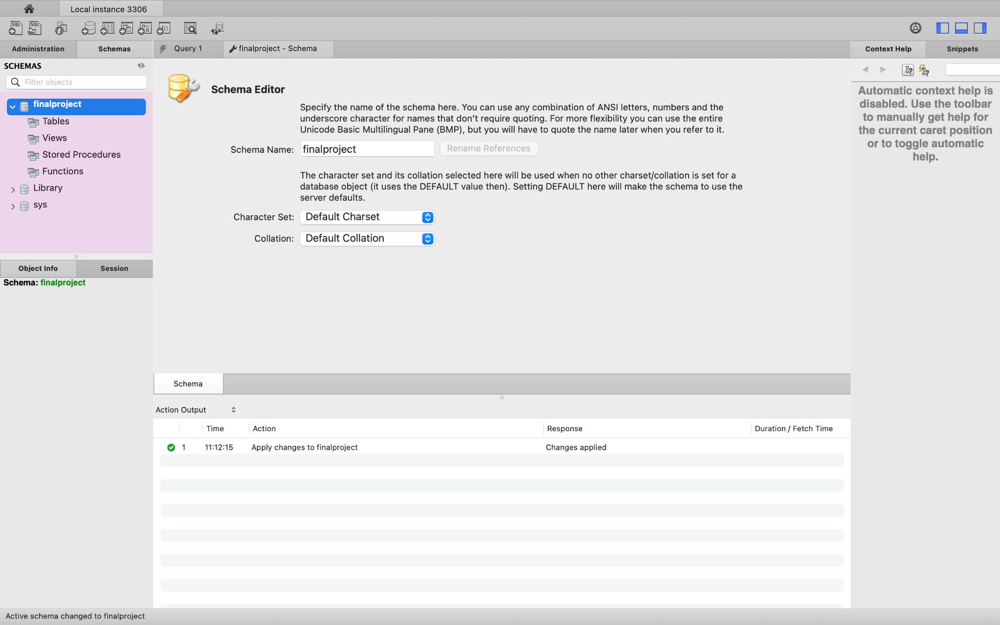 Local instance 3306
SQL
SQL
Administration
Schemas
Query 1
finalproject - Schema
Context Help
Snippets
SCHEMAS
Filter objects
finalproject
Tables
Views
Stored Procedures
Functions
Library
sys
Object Info
Session
Schema: finalproject
Schema Editor
Specify the name of the schema here. You can use any combination of ANSI letters, numbers and the
underscore character for names that don't require quoting. For more flexibility you can use the entire
Unicode Basic Multilingual Pane (BMP), but you will have to quote the name later when you refer to it.
Schema Name: finalproject
Rename References
The character set and its collation selected here will be used when no other charset/collation is set for a
database object (it uses the DEFAULT value then). Setting DEFAULT here will make the schema to use the
server defaults.
Character Set: Default Charset
Collation: Default Collation
Automatic context help is
disabled. Use the toolbar
to manually get help for
the current caret position
or to toggle automatic
help.
Schema
Action Output
Time Action Response Duration / Fetch Time
1 11:12:15 Apply changes to finalproject Changes applied
Active schema changed to finalproject